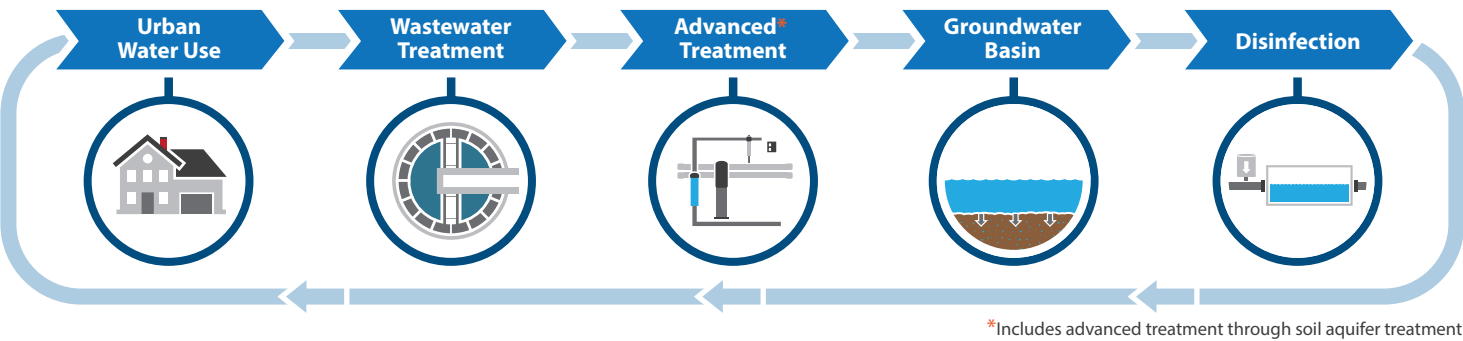 Urban
Water Use
Wastewater
Treatment
Advanced*
Treatment
Groundwater
Basin
Disinfection
*Includes advanced treatment through soil aquifer treatment